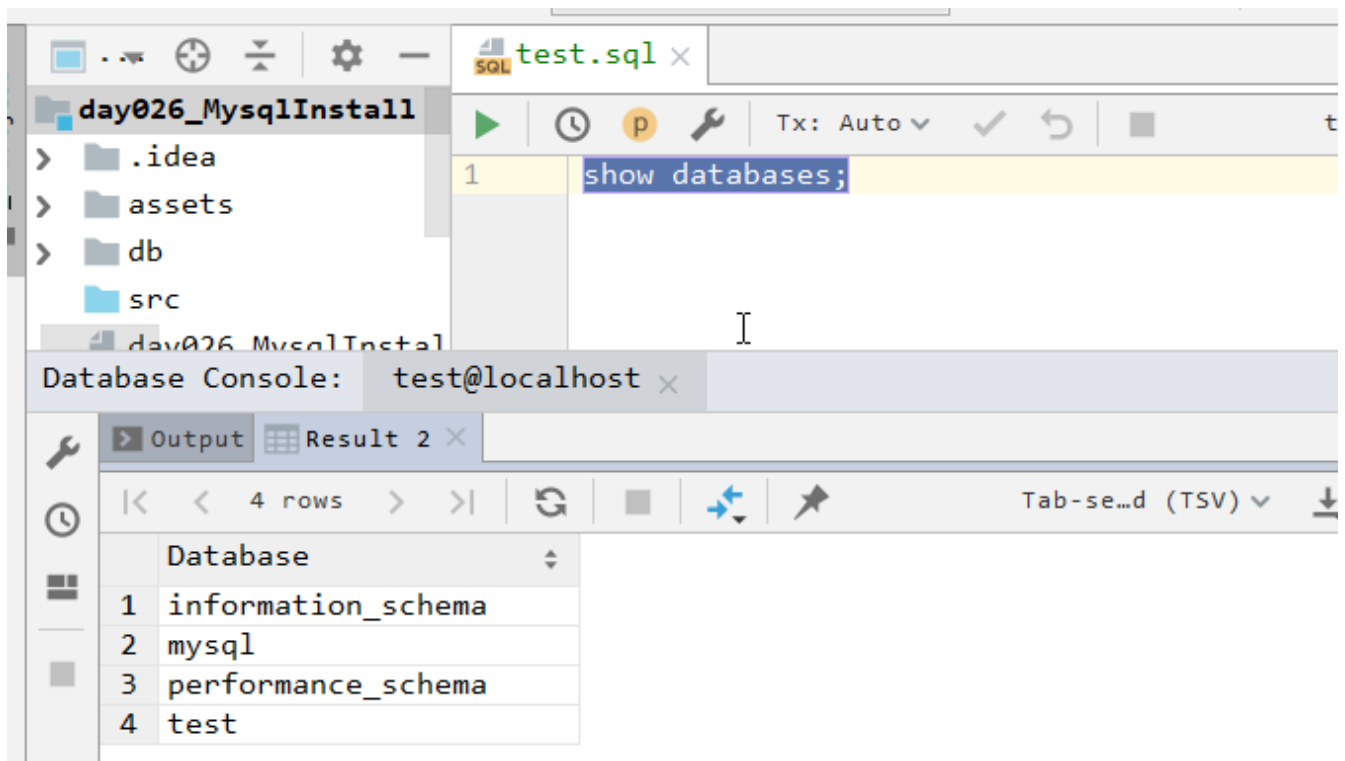 test.sql
day026_MysqlInstall
Tx: Auto
1 show databases;
.idea
assets
db
src
day026_MysqlInstal
Database Console: test@localhost
Output Result 2
4 rows Tab-se…d (TSV)
Database
1 information_schema
2 mysql
3 performance_schema
4 test